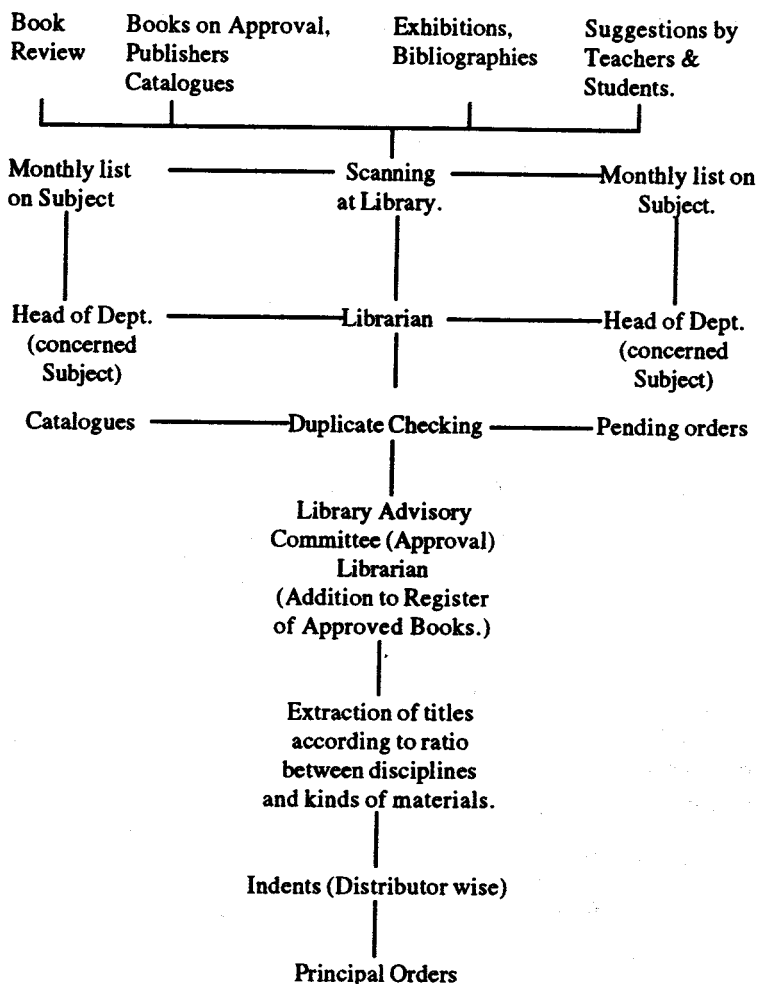 Book
Review
Books on Approval,
Publishers
Catalogues
Exhibitions,
Bibliographies
Suggestions by
Teachers &
Students.
Monthly list
on Subject
Scanning
at Library.
Monthly list on
Subject.
Head of Dept.
(concerned
Subject)
Librarian
Head of Dept.
(concerned
Subject)
Catalogues
Duplicate Checking
Pending orders
Library Advisory
Committee (Approval)
Librarian
(Addition to Register
of Approved Books.)
Extraction of titles
according to ratio
between disciplines
and kinds of materials.
Indents (Distributor wise)
Principal Orders